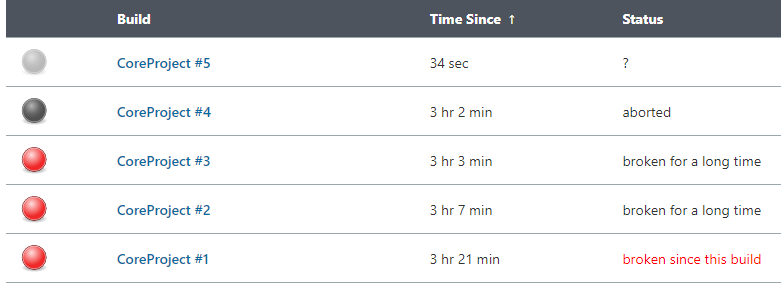 Build Time Since ↑ Status
CoreProject #5 34 sec ?
CoreProject #4 3 hr 2 min aborted
CoreProject #3 3 hr 3 min broken for a long time
CoreProject #2 3 hr 7 min broken for a long time
CoreProject #1 3 hr 21 min broken since this build